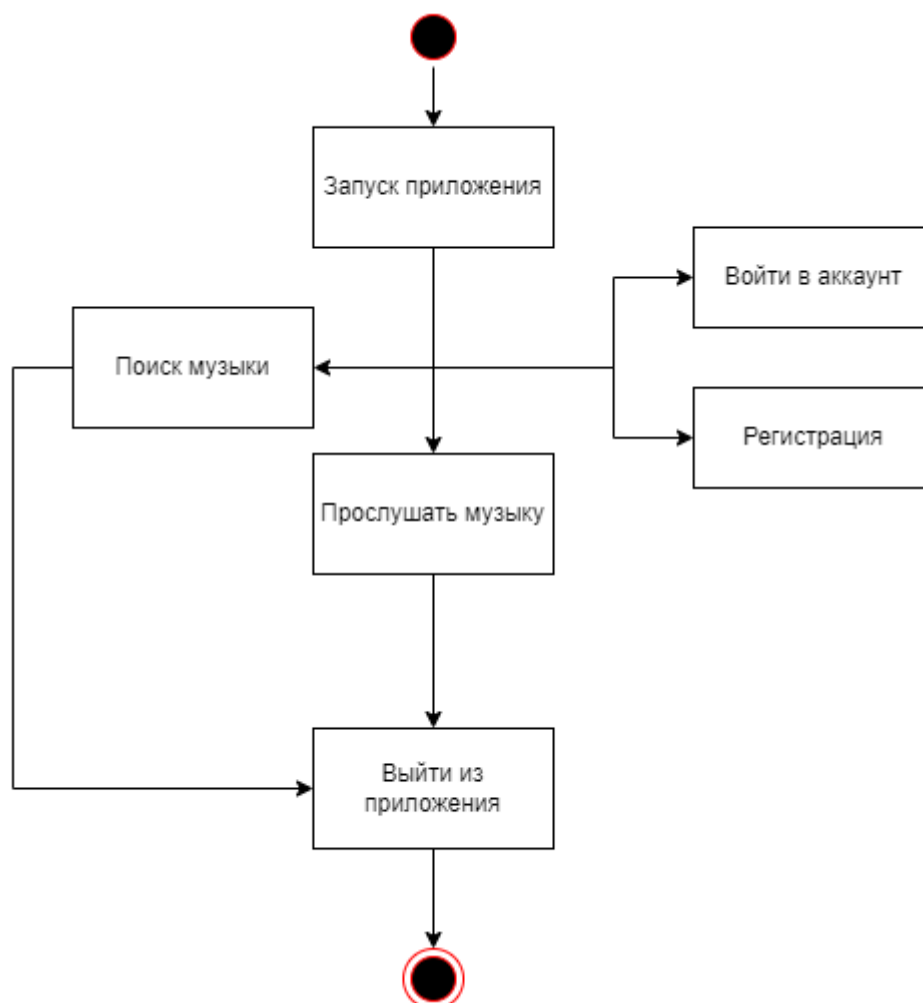 Запуск приложения
Войти в аккаунт
Поиск музыки
Регистрация
Прослушать музыку
Выйти из
приложения